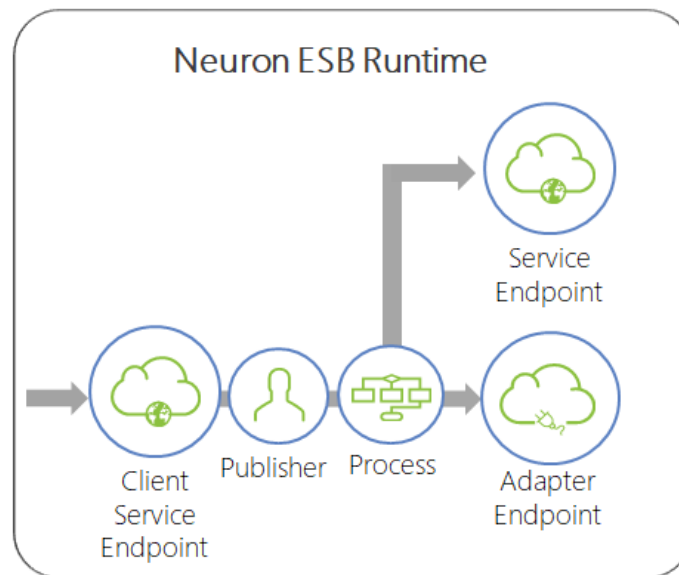 Neuron ESB Runtime
Service
Endpoint
Publisher
Process
Client
Service
Endpoint
Adapter
Endpoint